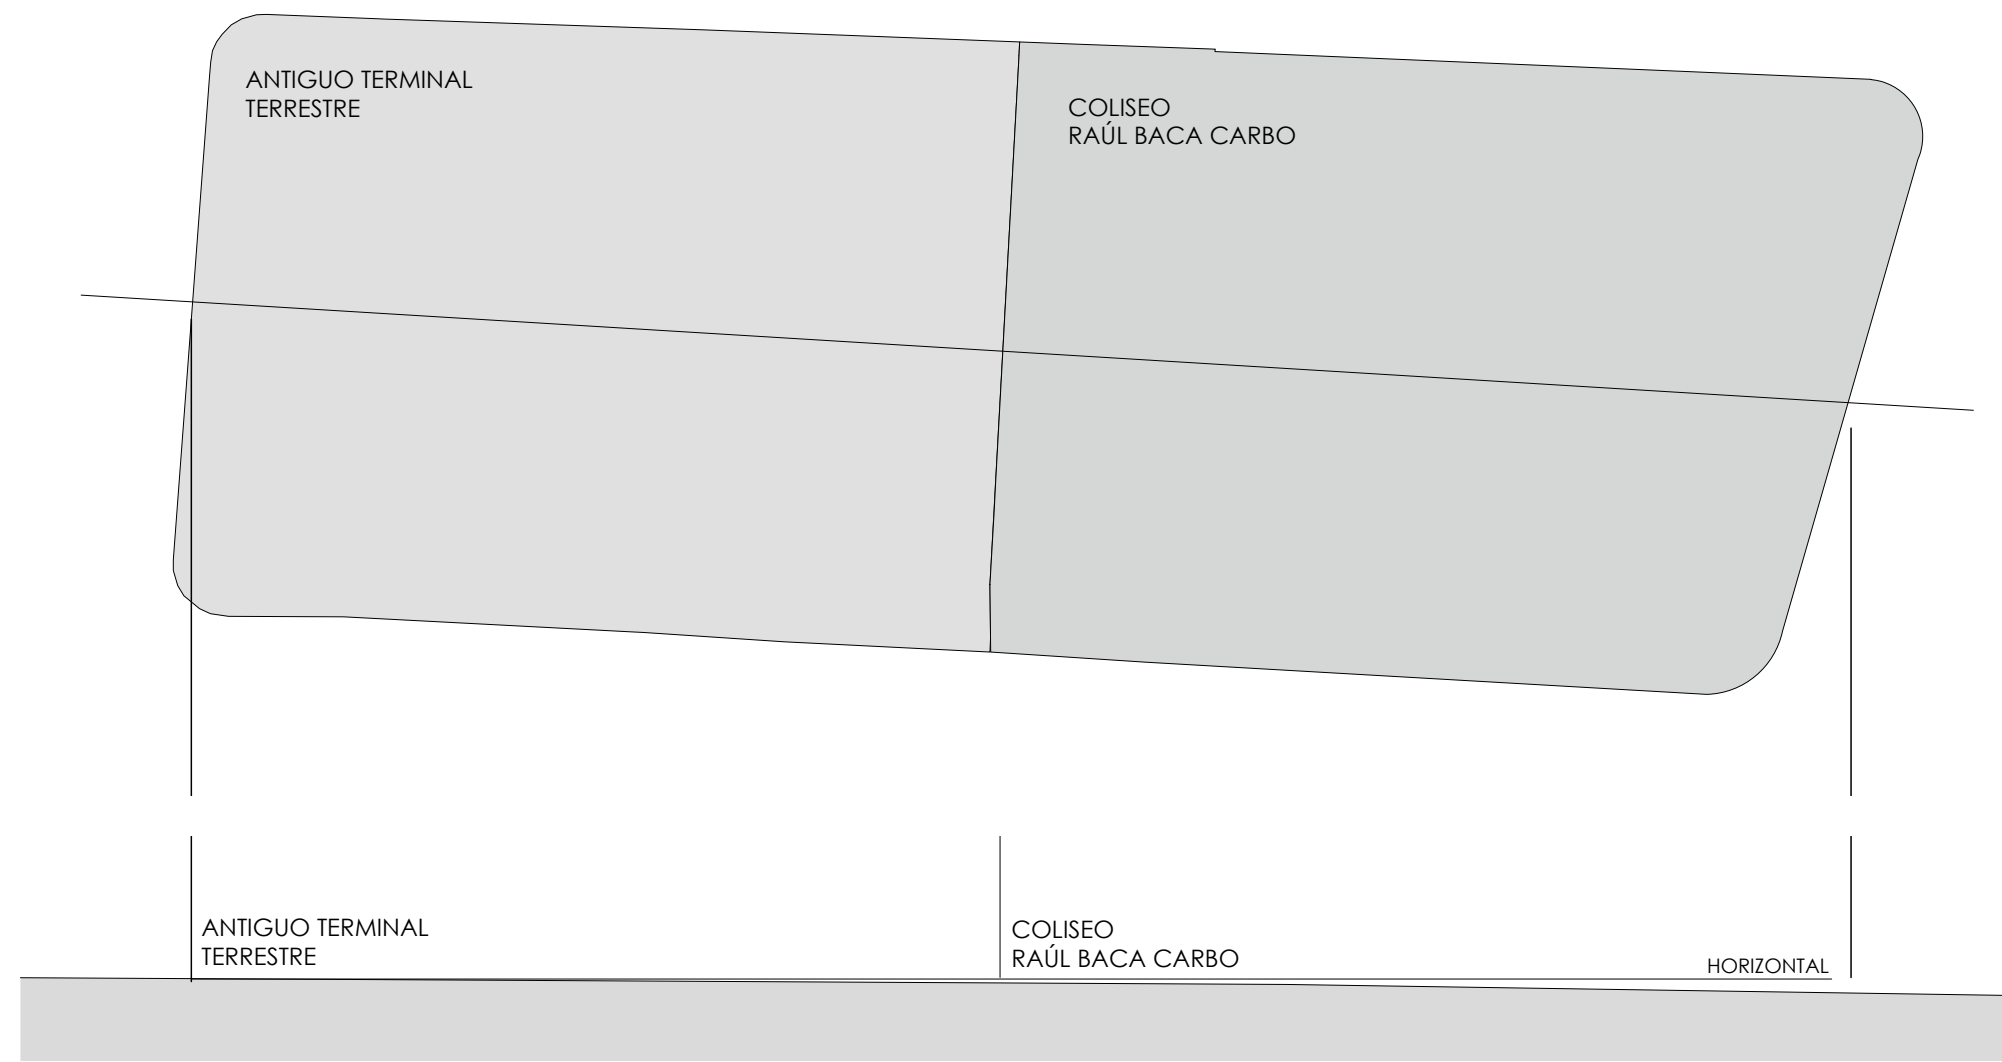 ANTIGUO TERMINAL
TERRESTRE
COLISEO
RAÚL BACA CARBO
ANTIGUO TERMINAL
TERRESTRE
COLISEO
RAÚL BACA CARBO
HORIZONTAL